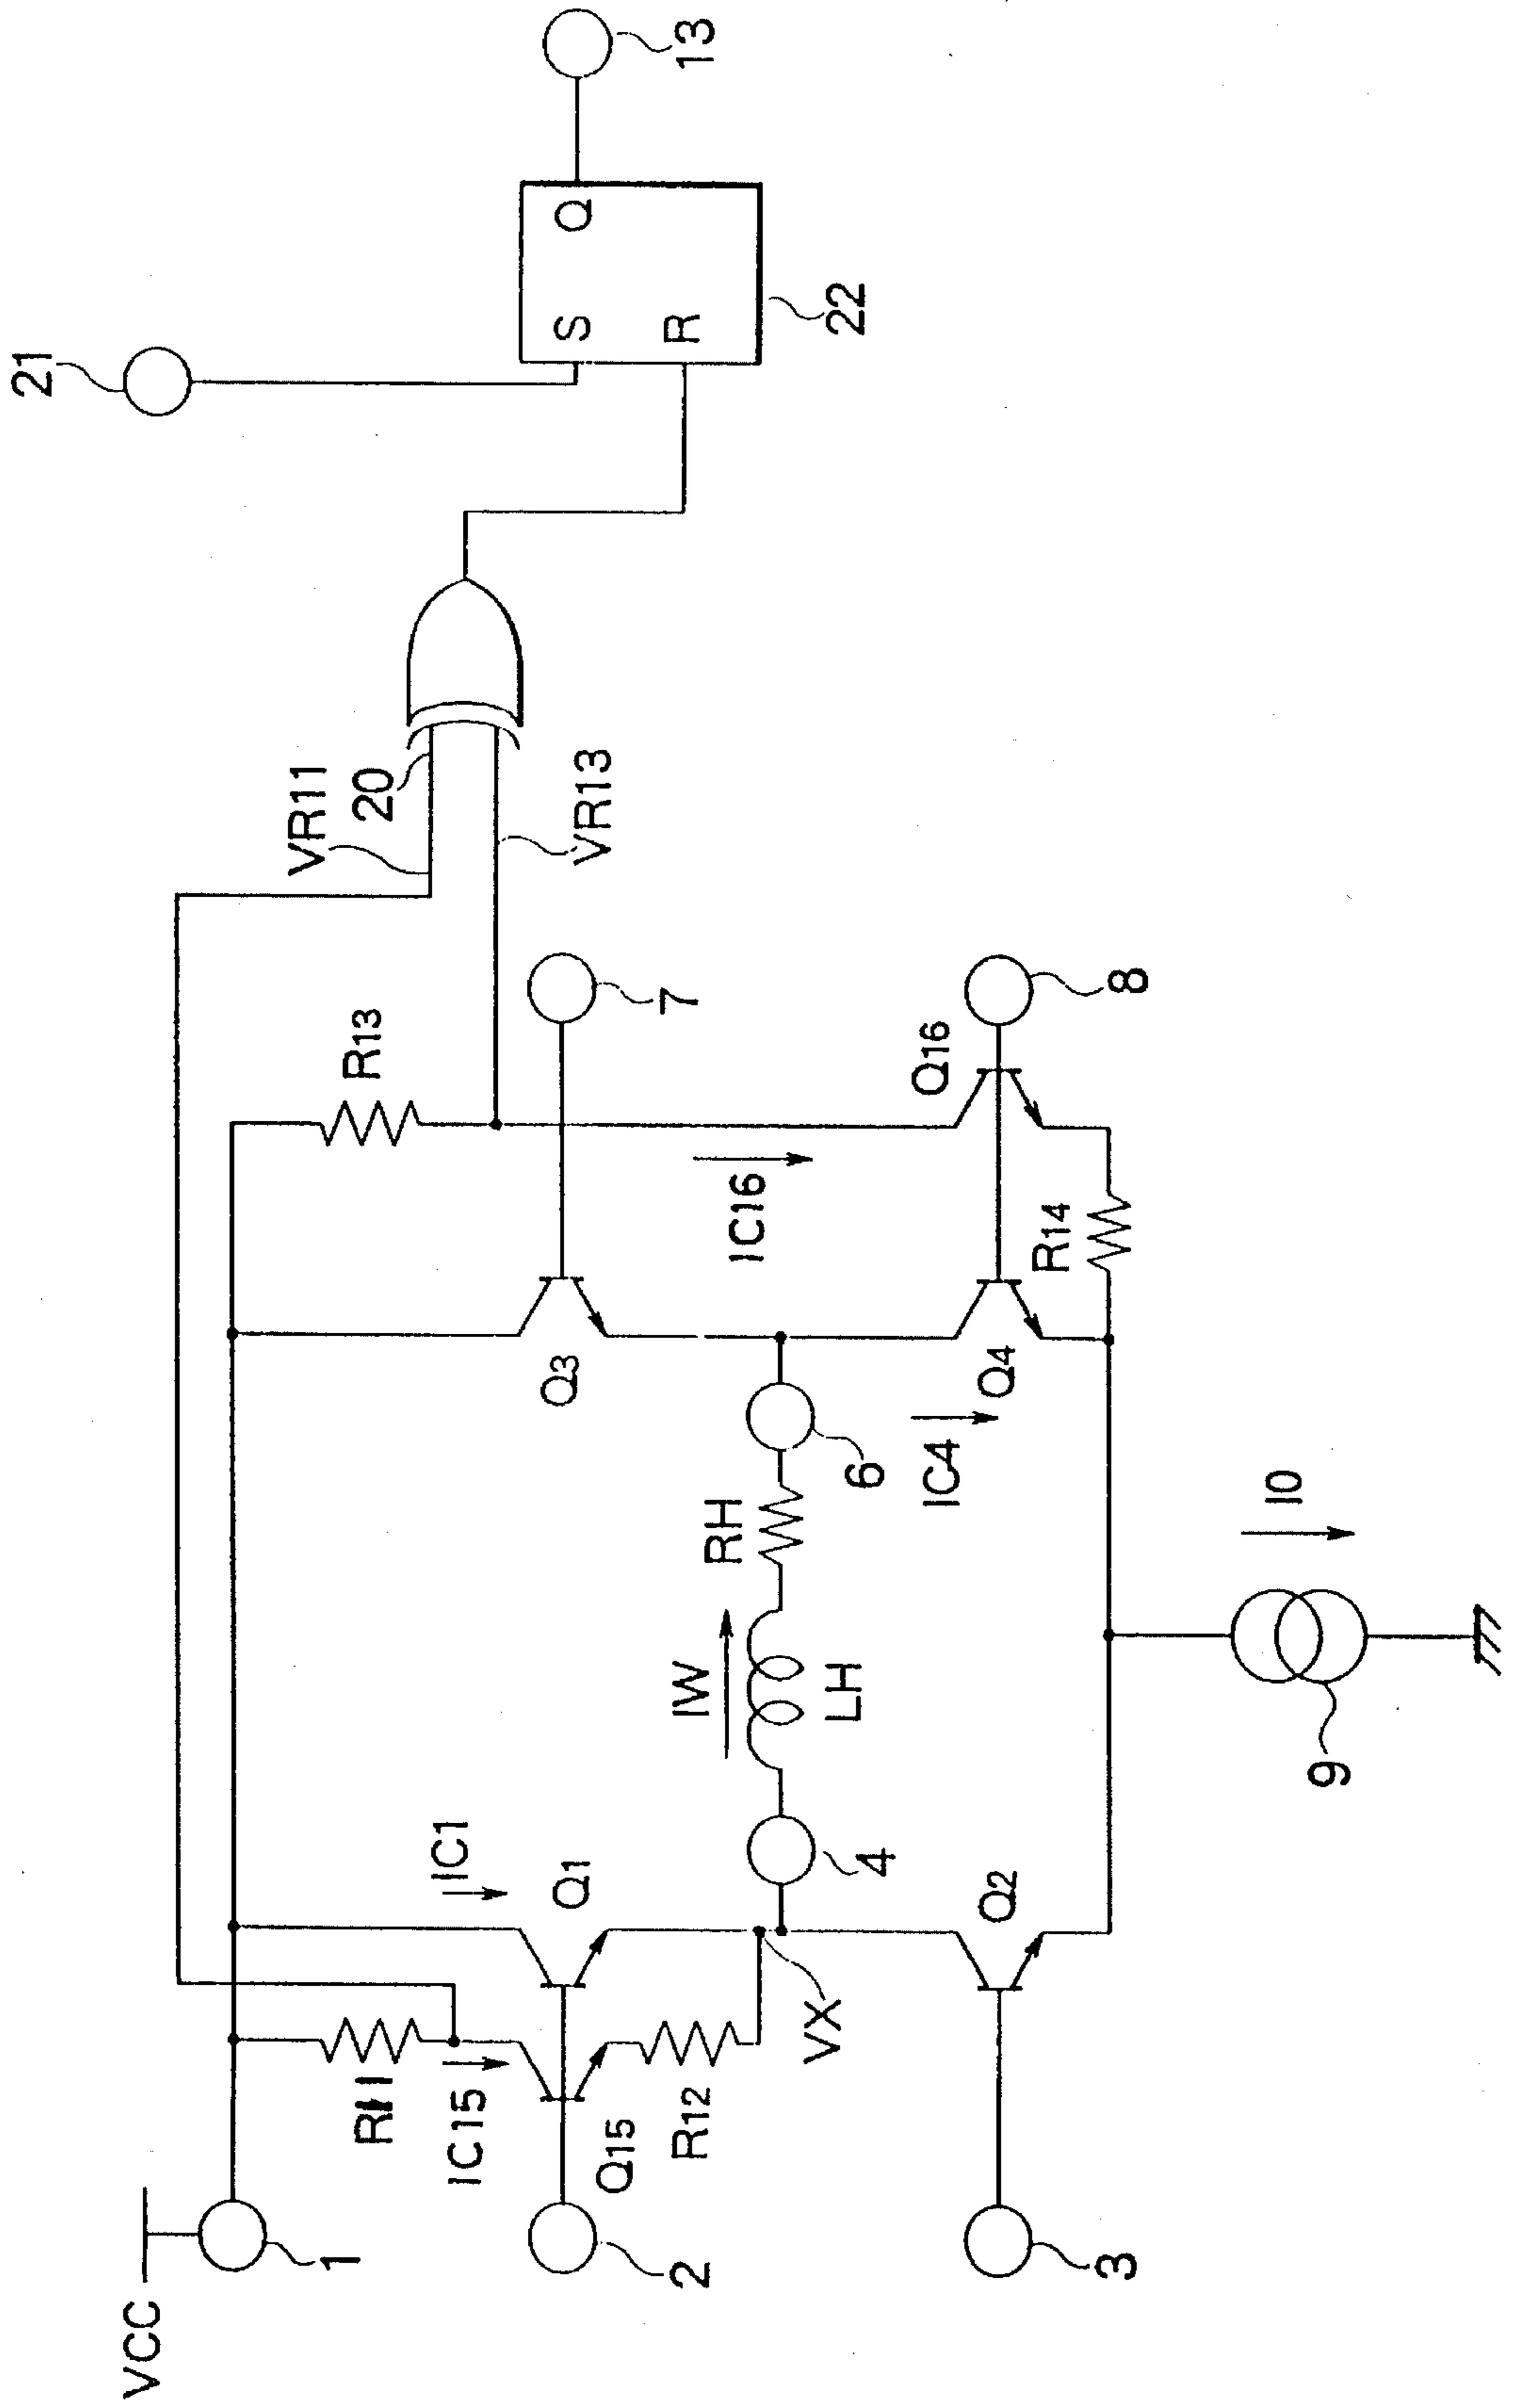 VCC
1
2
3
R11
IC15
Q15
R12
IC1
Q1
VX
Q2
4
IW
LH
RH
6
IC4
9
I0
Q3
Q4
R14
IC16
R13
Q16
7
8
VR11
20
VR13
21
S
R
Q
22
13